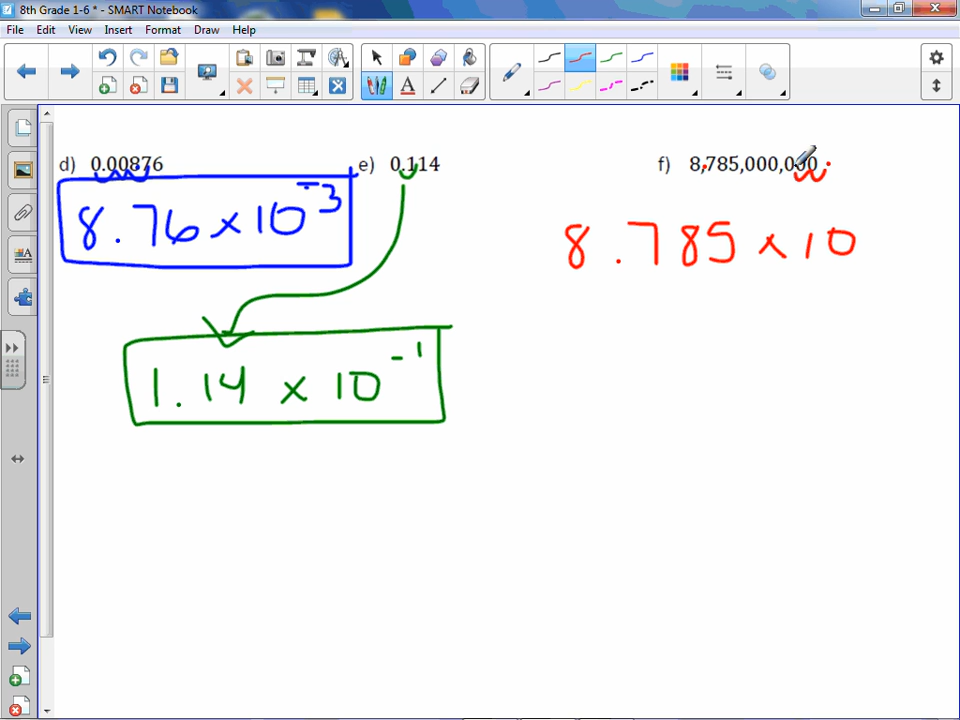 8th Grade 1-6 * - SMART Notebook
File Edit View Insert Format Draw Help
d) 0.00876 e) 0.114 f) 8,785,000,000
8.76 x 10⁻³
8.785 x 10
1.14 x 10⁻¹